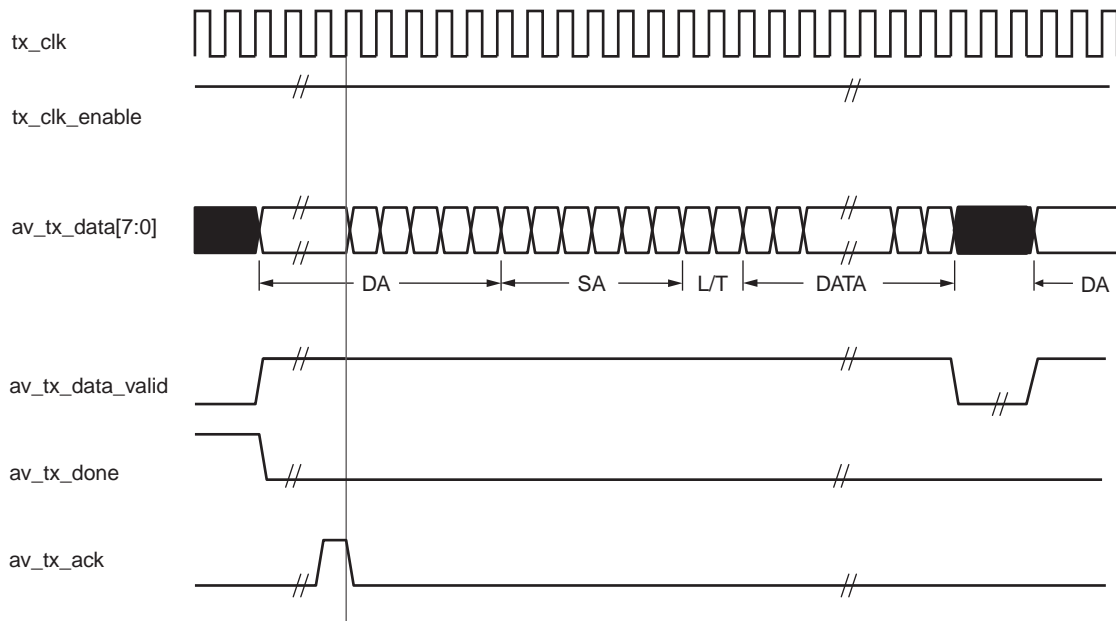 tx_clk
tx_clk_enable
av_tx_data[7:0]
DA SA L/T DATA DA
av_tx_data_valid
av_tx_done
av_tx_ack